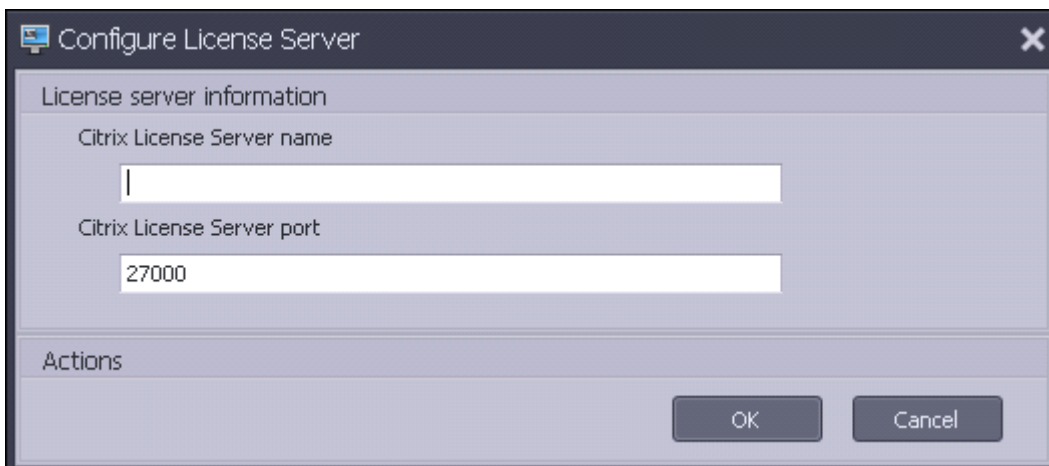 Configure License Server
License server information
Citrix License Server name
Citrix License Server port
27000
Actions
OK Cancel